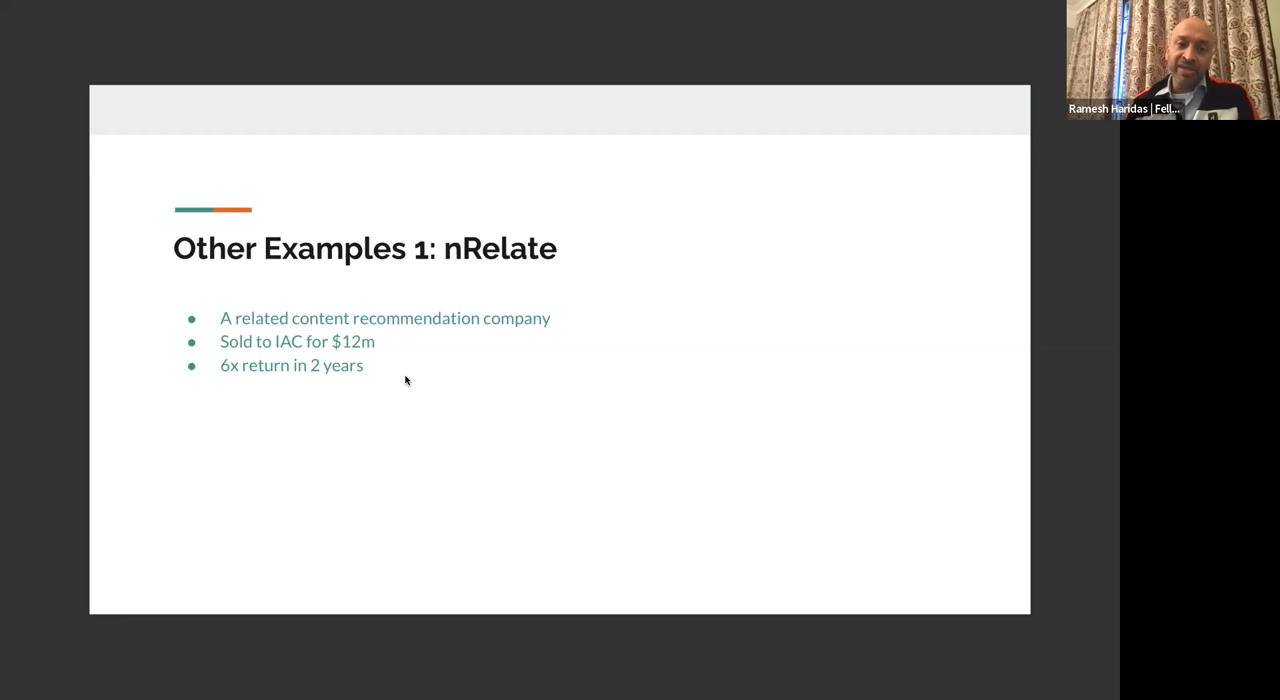 Ramesh Haridas | Fell...
Other Examples 1: nRelate
● A related content recommendation company
● Sold to IAC for $12m
● 6x return in 2 years